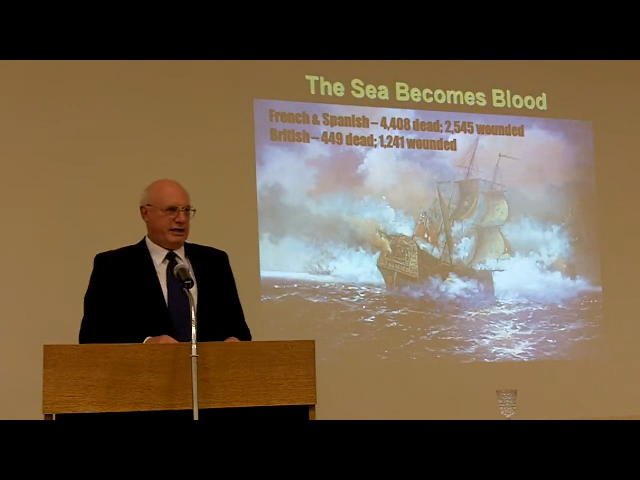 The Sea Becomes Blood
French & Spanish – 4,408 dead; 2,545 wounded
British – 449 dead; 1,241 wounded